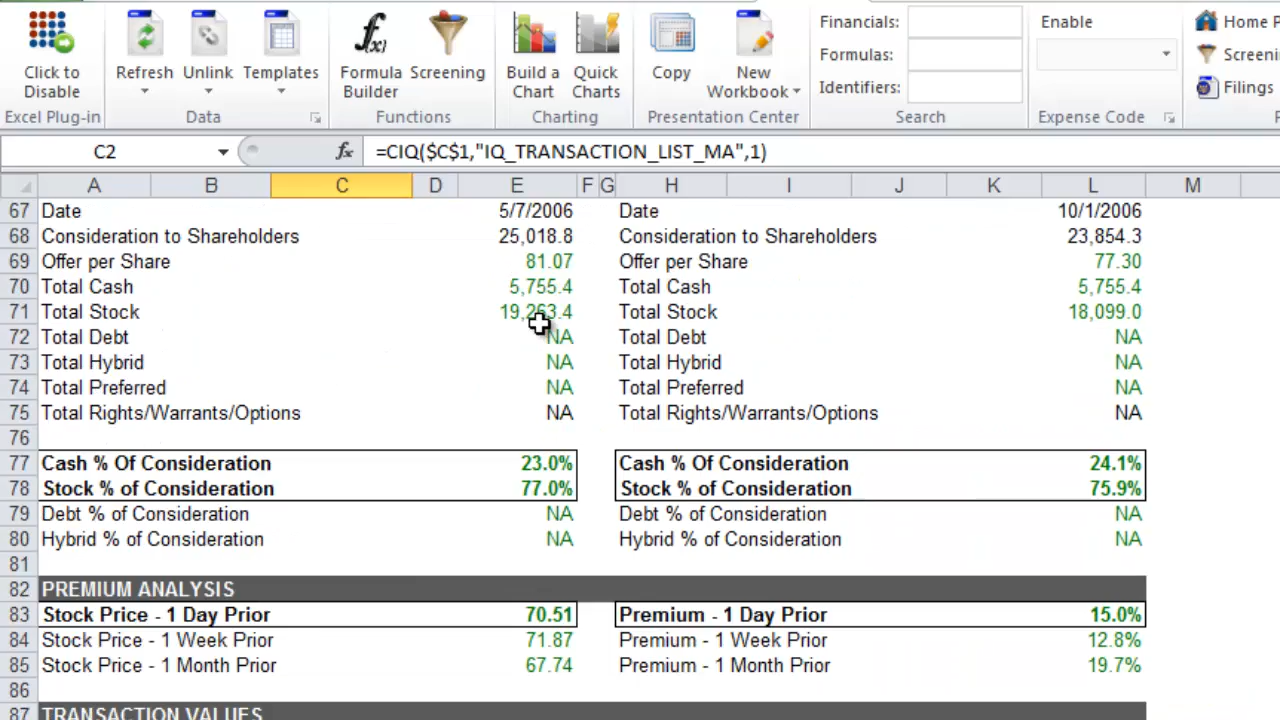 Click to Disable
Refresh
Unlink
Templates
Formula Builder
Screening
Build a Chart
Quick Charts
Copy
New Workbook
Financials:
Formulas:
Identifiers:
Enable
Home P
Screeni
Filings
Excel Plug-in
Data
Functions
Charting
Presentation Center
Search
Expense Code
C2 fx =CIQ($C$1,"IQ_TRANSACTION_LIST_MA",1)
A B C D E F G H I J K L M
67 Date 5/7/2006 Date 10/1/2006
68 Consideration to Shareholders 25,018.8 Consideration to Shareholders 23,854.3
69 Offer per Share 81.07 Offer per Share 77.30
70 Total Cash 5,755.4 Total Cash 5,755.4
71 Total Stock 19,263.4 Total Stock 18,099.0
72 Total Debt NA Total Debt NA
73 Total Hybrid NA Total Hybrid NA
74 Total Preferred NA Total Preferred NA
75 Total Rights/Warrants/Options NA Total Rights/Warrants/Options NA
76
77 Cash % Of Consideration 23.0% Cash % Of Consideration 24.1%
78 Stock % of Consideration 77.0% Stock % of Consideration 75.9%
79 Debt % of Consideration NA Debt % of Consideration NA
80 Hybrid % of Consideration NA Hybrid % of Consideration NA
81
82 PREMIUM ANALYSIS
83 Stock Price - 1 Day Prior 70.51 Premium - 1 Day Prior 15.0%
84 Stock Price - 1 Week Prior 71.87 Premium - 1 Week Prior 12.8%
85 Stock Price - 1 Month Prior 67.74 Premium - 1 Month Prior 19.7%
86
87 TRANSACTION VALUES